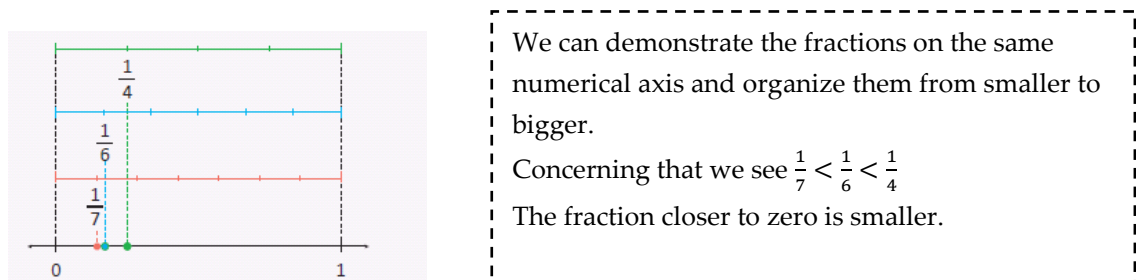 1/4
1/6
1/7
0 1
We can demonstrate the fractions on the same
numerical axis and organize them from smaller to
bigger.
Concerning that we see 1/7 < 1/6 < 1/4
The fraction closer to zero is smaller.